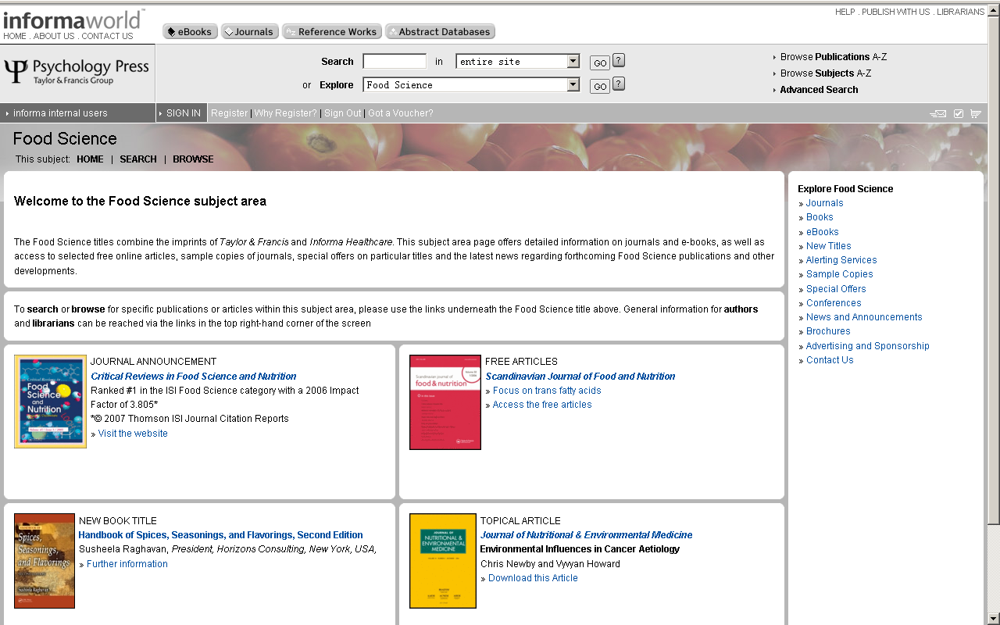 informaworld™
HELP . PUBLISH WITH US . LIBRARIANS
HOME . ABOUT US . CONTACT US
eBooks
Journals
Reference Works
Abstract Databases
Psychology Press
Taylor & Francis Group
Search in entire site GO ?
or Explore Food Science GO ?
Browse Publications A-Z
Browse Subjects A-Z
Advanced Search
informa internal users
SIGN IN
Register | Why Register? | Sign Out | Got a Voucher?
Food Science
This subject: HOME | SEARCH | BROWSE
Welcome to the Food Science subject area
The Food Science titles combine the imprints of Taylor & Francis and Informa Healthcare. This subject area page offers detailed information on journals and e-books, as well as
access to selected free online articles, sample copies of journals, special offers on particular titles and the latest news regarding forthcoming Food Science publications and other
developments.
To search or browse for specific publications or articles within this subject area, please use the links underneath the Food Science title above. General information for authors
and librarians can be reached via the links in the top right-hand corner of the screen
Critical Reviews in
Food
Science
and
Nutrition
JOURNAL ANNOUNCEMENT
Critical Reviews in Food Science and Nutrition
Ranked #1 in the ISI Food Science category with a 2006 Impact
Factor of 3.805*
*© 2007 Thomson ISI Journal Citation Reports
» Visit the website
Scandinavian journal of
food & nutrition
FREE ARTICLES
Scandinavian Journal of Food and Nutrition
» Focus on trans fatty acids
» Access the free articles
HANDBOOK OF
Spices,
Seasonings,
and Flavorings
Susheela Raghavan
NEW BOOK TITLE
Handbook of Spices, Seasonings, and Flavorings, Second Edition
Susheela Raghavan, President, Horizons Consulting, New York, USA,
» Further information
JOURNAL OF
NUTRITIONAL &
ENVIRONMENTAL
MEDICINE
TOPICAL ARTICLE
Journal of Nutritional & Environmental Medicine
Environmental Influences in Cancer Aetiology
Chris Newby and Vyvyan Howard
» Download this Article
Explore Food Science
» Journals
» Books
» eBooks
» New Titles
» Alerting Services
» Sample Copies
» Special Offers
» Conferences
» News and Announcements
» Brochures
» Advertising and Sponsorship
» Contact Us